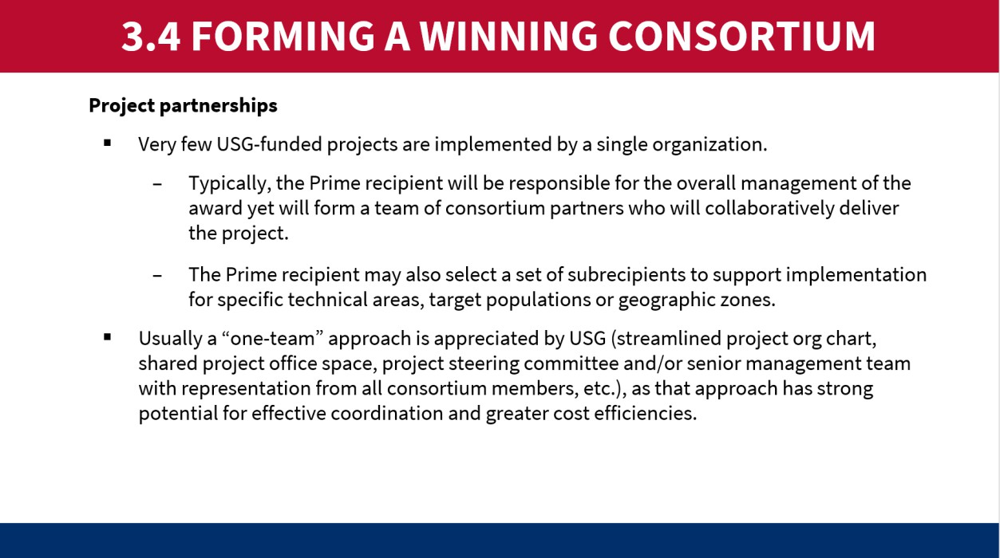 3.4 FORMING A WINNING CONSORTIUM
Project partnerships
▪ Very few USG-funded projects are implemented by a single organization.
– Typically, the Prime recipient will be responsible for the overall management of the
award yet will form a team of consortium partners who will collaboratively deliver
the project.
– The Prime recipient may also select a set of subrecipients to support implementation
for specific technical areas, target populations or geographic zones.
▪ Usually a “one-team” approach is appreciated by USG (streamlined project org chart,
shared project office space, project steering committee and/or senior management team
with representation from all consortium members, etc.), as that approach has strong
potential for effective coordination and greater cost efficiencies.